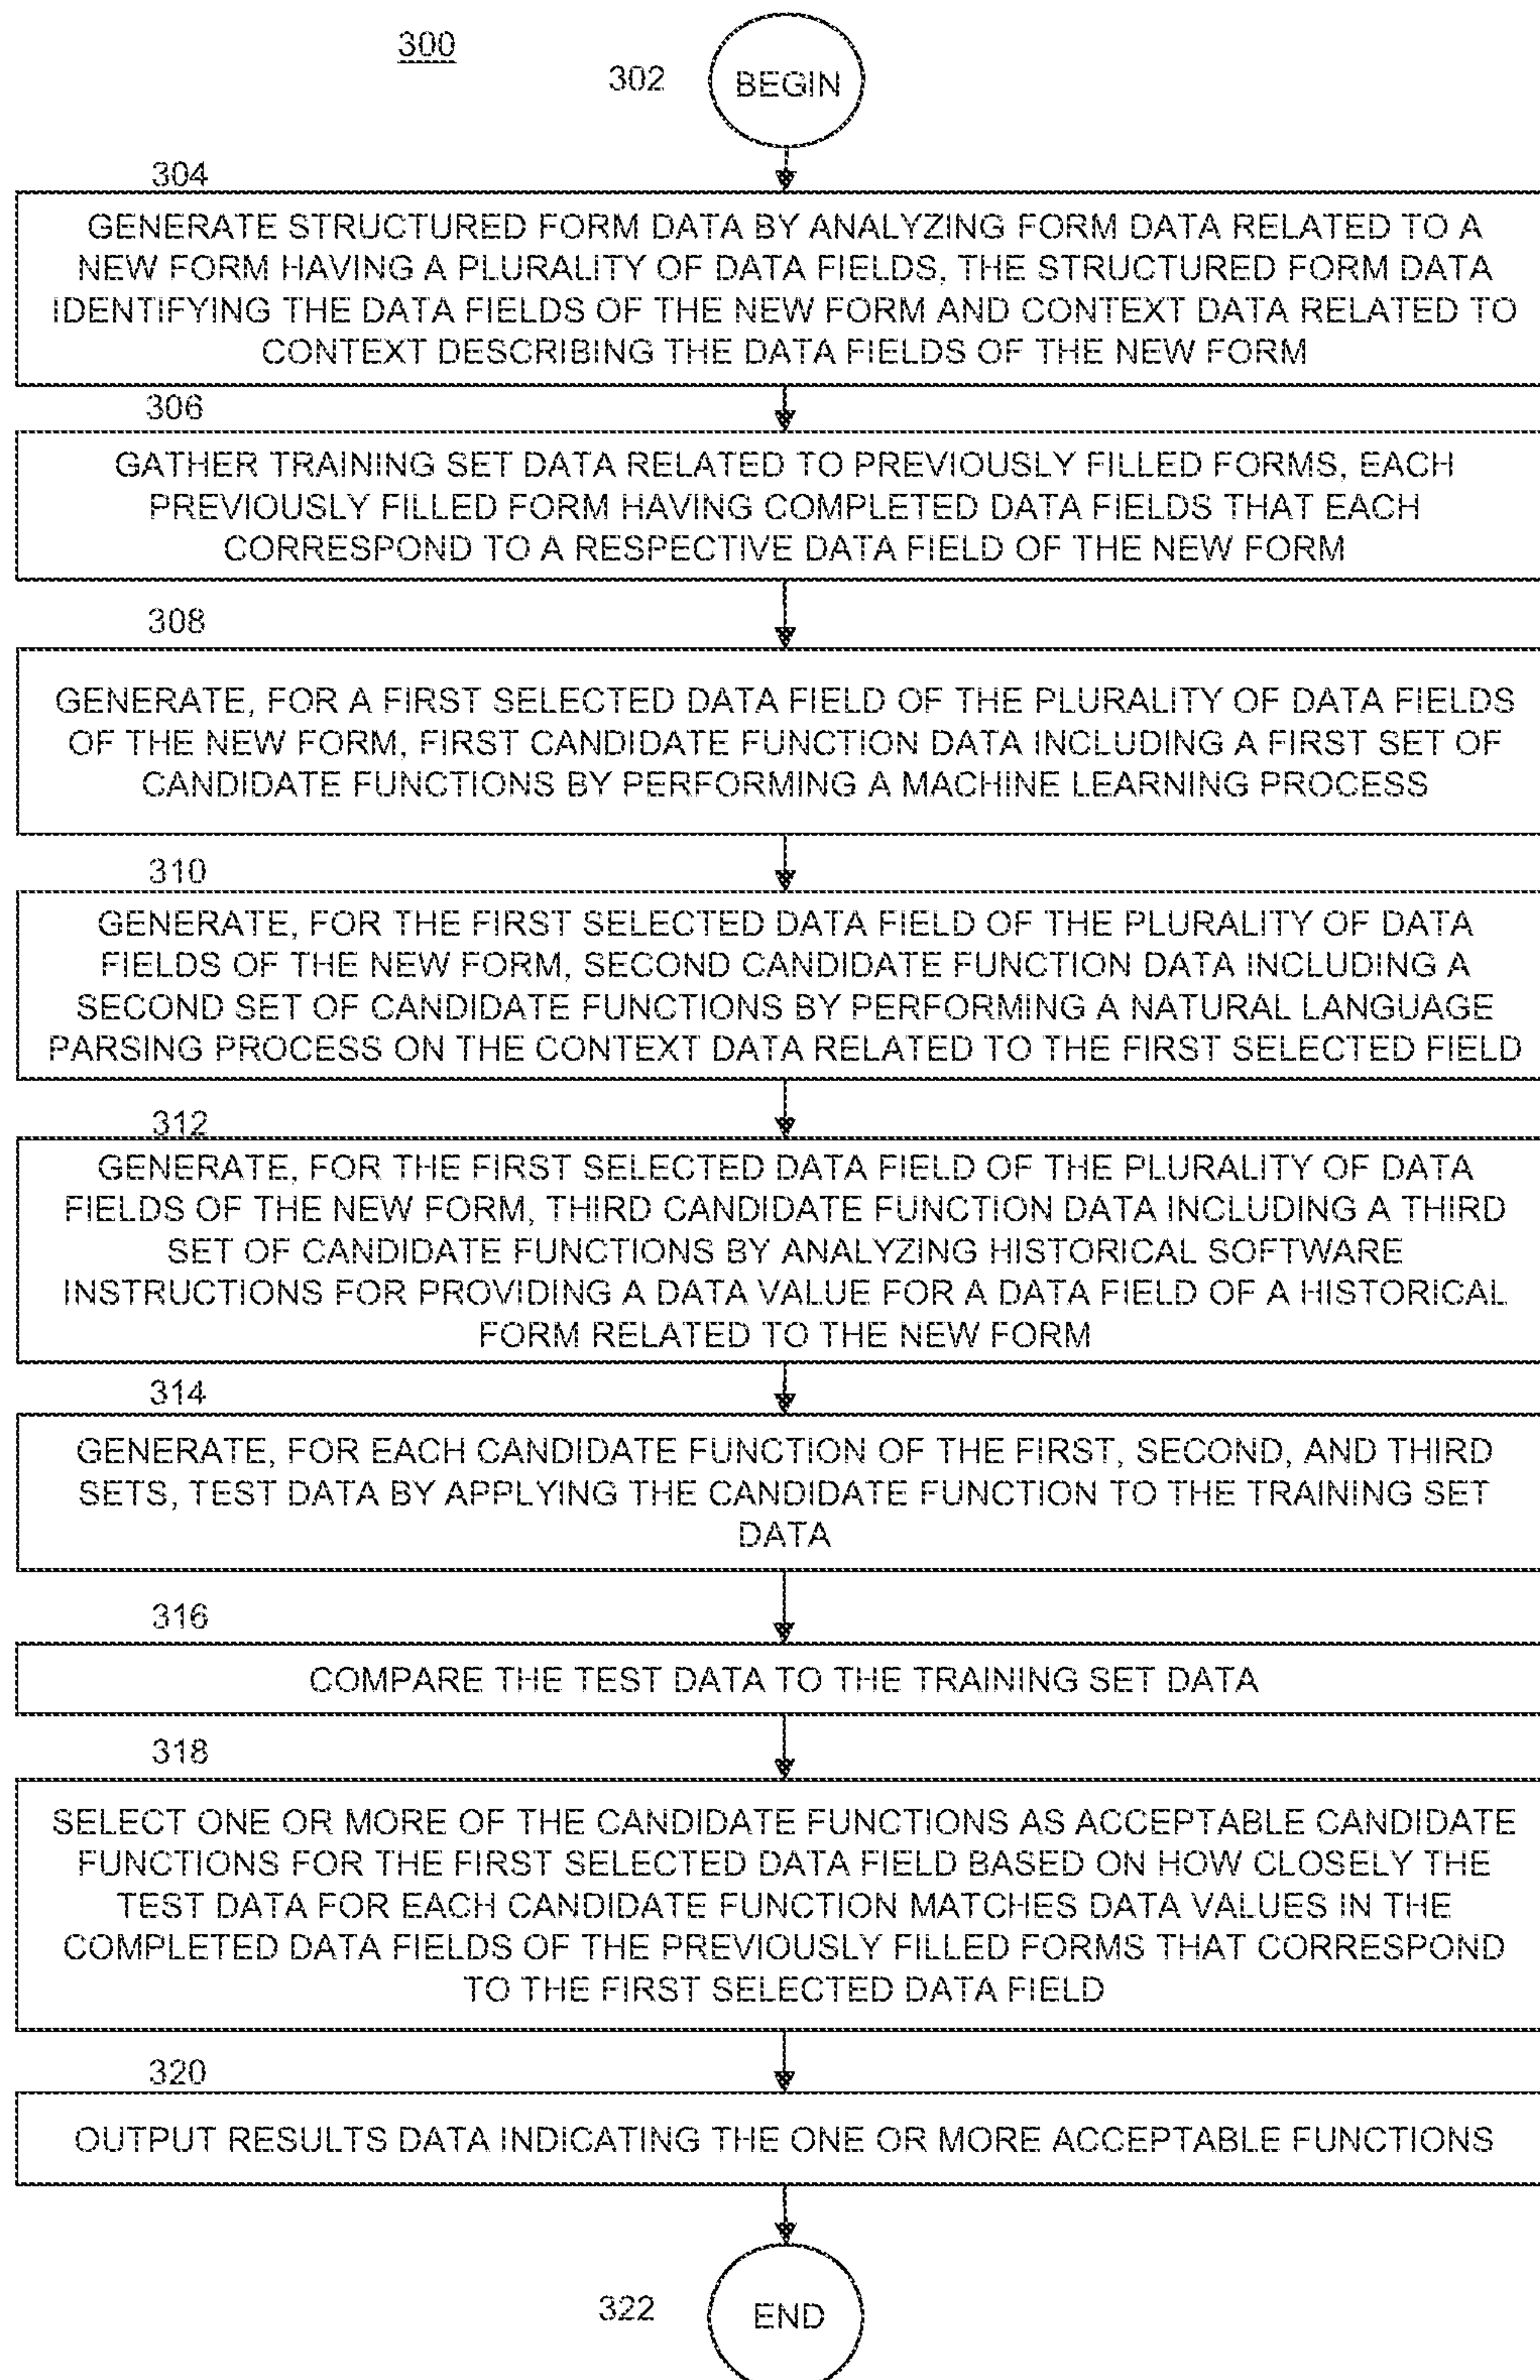 300
302
BEGIN
304
GENERATE STRUCTURED FORM DATA BY ANALYZING FORM DATA RELATED TO A
NEW FORM HAVING A PLURALITY OF DATA FIELDS, THE STRUCTURED FORM DATA
IDENTIFYING THE DATA FIELDS OF THE NEW FORM AND CONTEXT DATA RELATED TO
CONTEXT DESCRIBING THE DATA FIELDS OF THE NEW FORM
306
GATHER TRAINING SET DATA RELATED TO PREVIOUSLY FILLED FORMS, EACH
PREVIOUSLY FILLED FORM HAVING COMPLETED DATA FIELDS THAT EACH
CORRESPOND TO A RESPECTIVE DATA FIELD OF THE NEW FORM
308
GENERATE, FOR A FIRST SELECTED DATA FIELD OF THE PLURALITY OF DATA FIELDS
OF THE NEW FORM, FIRST CANDIDATE FUNCTION DATA INCLUDING A FIRST SET OF
CANDIDATE FUNCTIONS BY PERFORMING A MACHINE LEARNING PROCESS
310
GENERATE, FOR THE FIRST SELECTED DATA FIELD OF THE PLURALITY OF DATA
FIELDS OF THE NEW FORM, SECOND CANDIDATE FUNCTION DATA INCLUDING A
SECOND SET OF CANDIDATE FUNCTIONS BY PERFORMING A NATURAL LANGUAGE
PARSING PROCESS ON THE CONTEXT DATA RELATED TO THE FIRST SELECTED FIELD
312
GENERATE, FOR THE FIRST SELECTED DATA FIELD OF THE PLURALITY OF DATA
FIELDS OF THE NEW FORM, THIRD CANDIDATE FUNCTION DATA INCLUDING A THIRD
SET OF CANDIDATE FUNCTIONS BY ANALYZING HISTORICAL SOFTWARE
INSTRUCTIONS FOR PROVIDING A DATA VALUE FOR A DATA FIELD OF A HISTORICAL
FORM RELATED TO THE NEW FORM
314
GENERATE, FOR EACH CANDIDATE FUNCTION OF THE FIRST, SECOND, AND THIRD
SETS, TEST DATA BY APPLYING THE CANDIDATE FUNCTION TO THE TRAINING SET
DATA
316
COMPARE THE TEST DATA TO THE TRAINING SET DATA
318
SELECT ONE OR MORE OF THE CANDIDATE FUNCTIONS AS ACCEPTABLE CANDIDATE
FUNCTIONS FOR THE FIRST SELECTED DATA FIELD BASED ON HOW CLOSELY THE
TEST DATA FOR EACH CANDIDATE FUNCTION MATCHES DATA VALUES IN THE
COMPLETED DATA FIELDS OF THE PREVIOUSLY FILLED FORMS THAT CORRESPOND
TO THE FIRST SELECTED DATA FIELD
320
OUTPUT RESULTS DATA INDICATING THE ONE OR MORE ACCEPTABLE FUNCTIONS
322
END